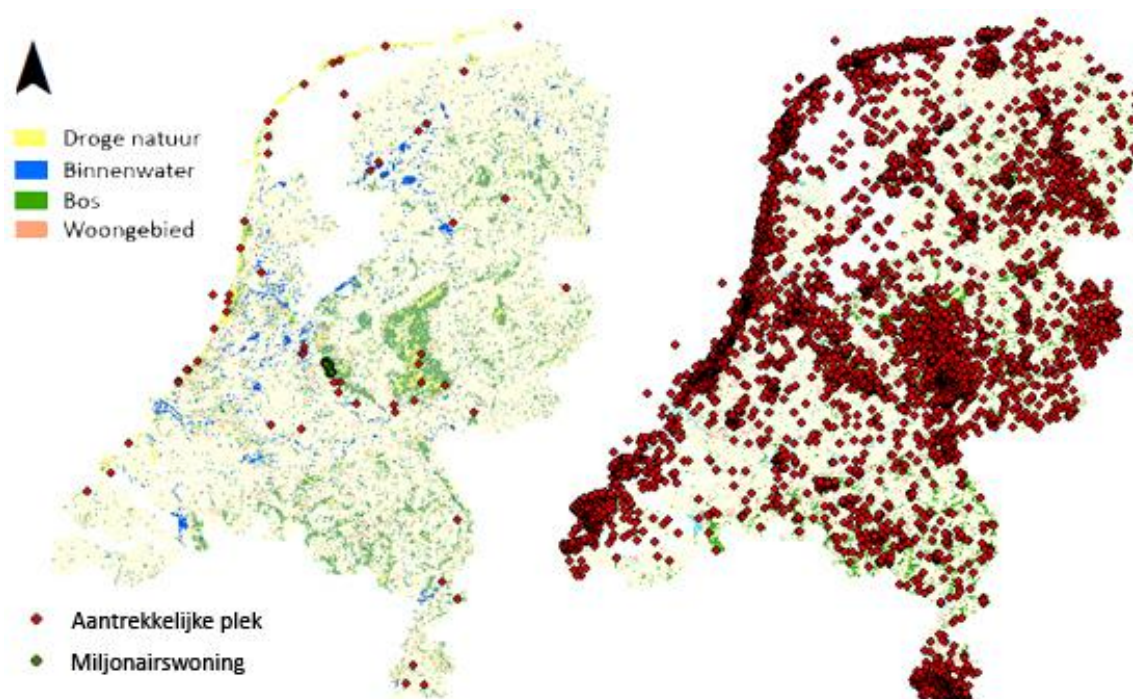 Droge natuur
Binnenwater
Bos
Woongebied
Aantrekkelijke plek
Miljonairswoning